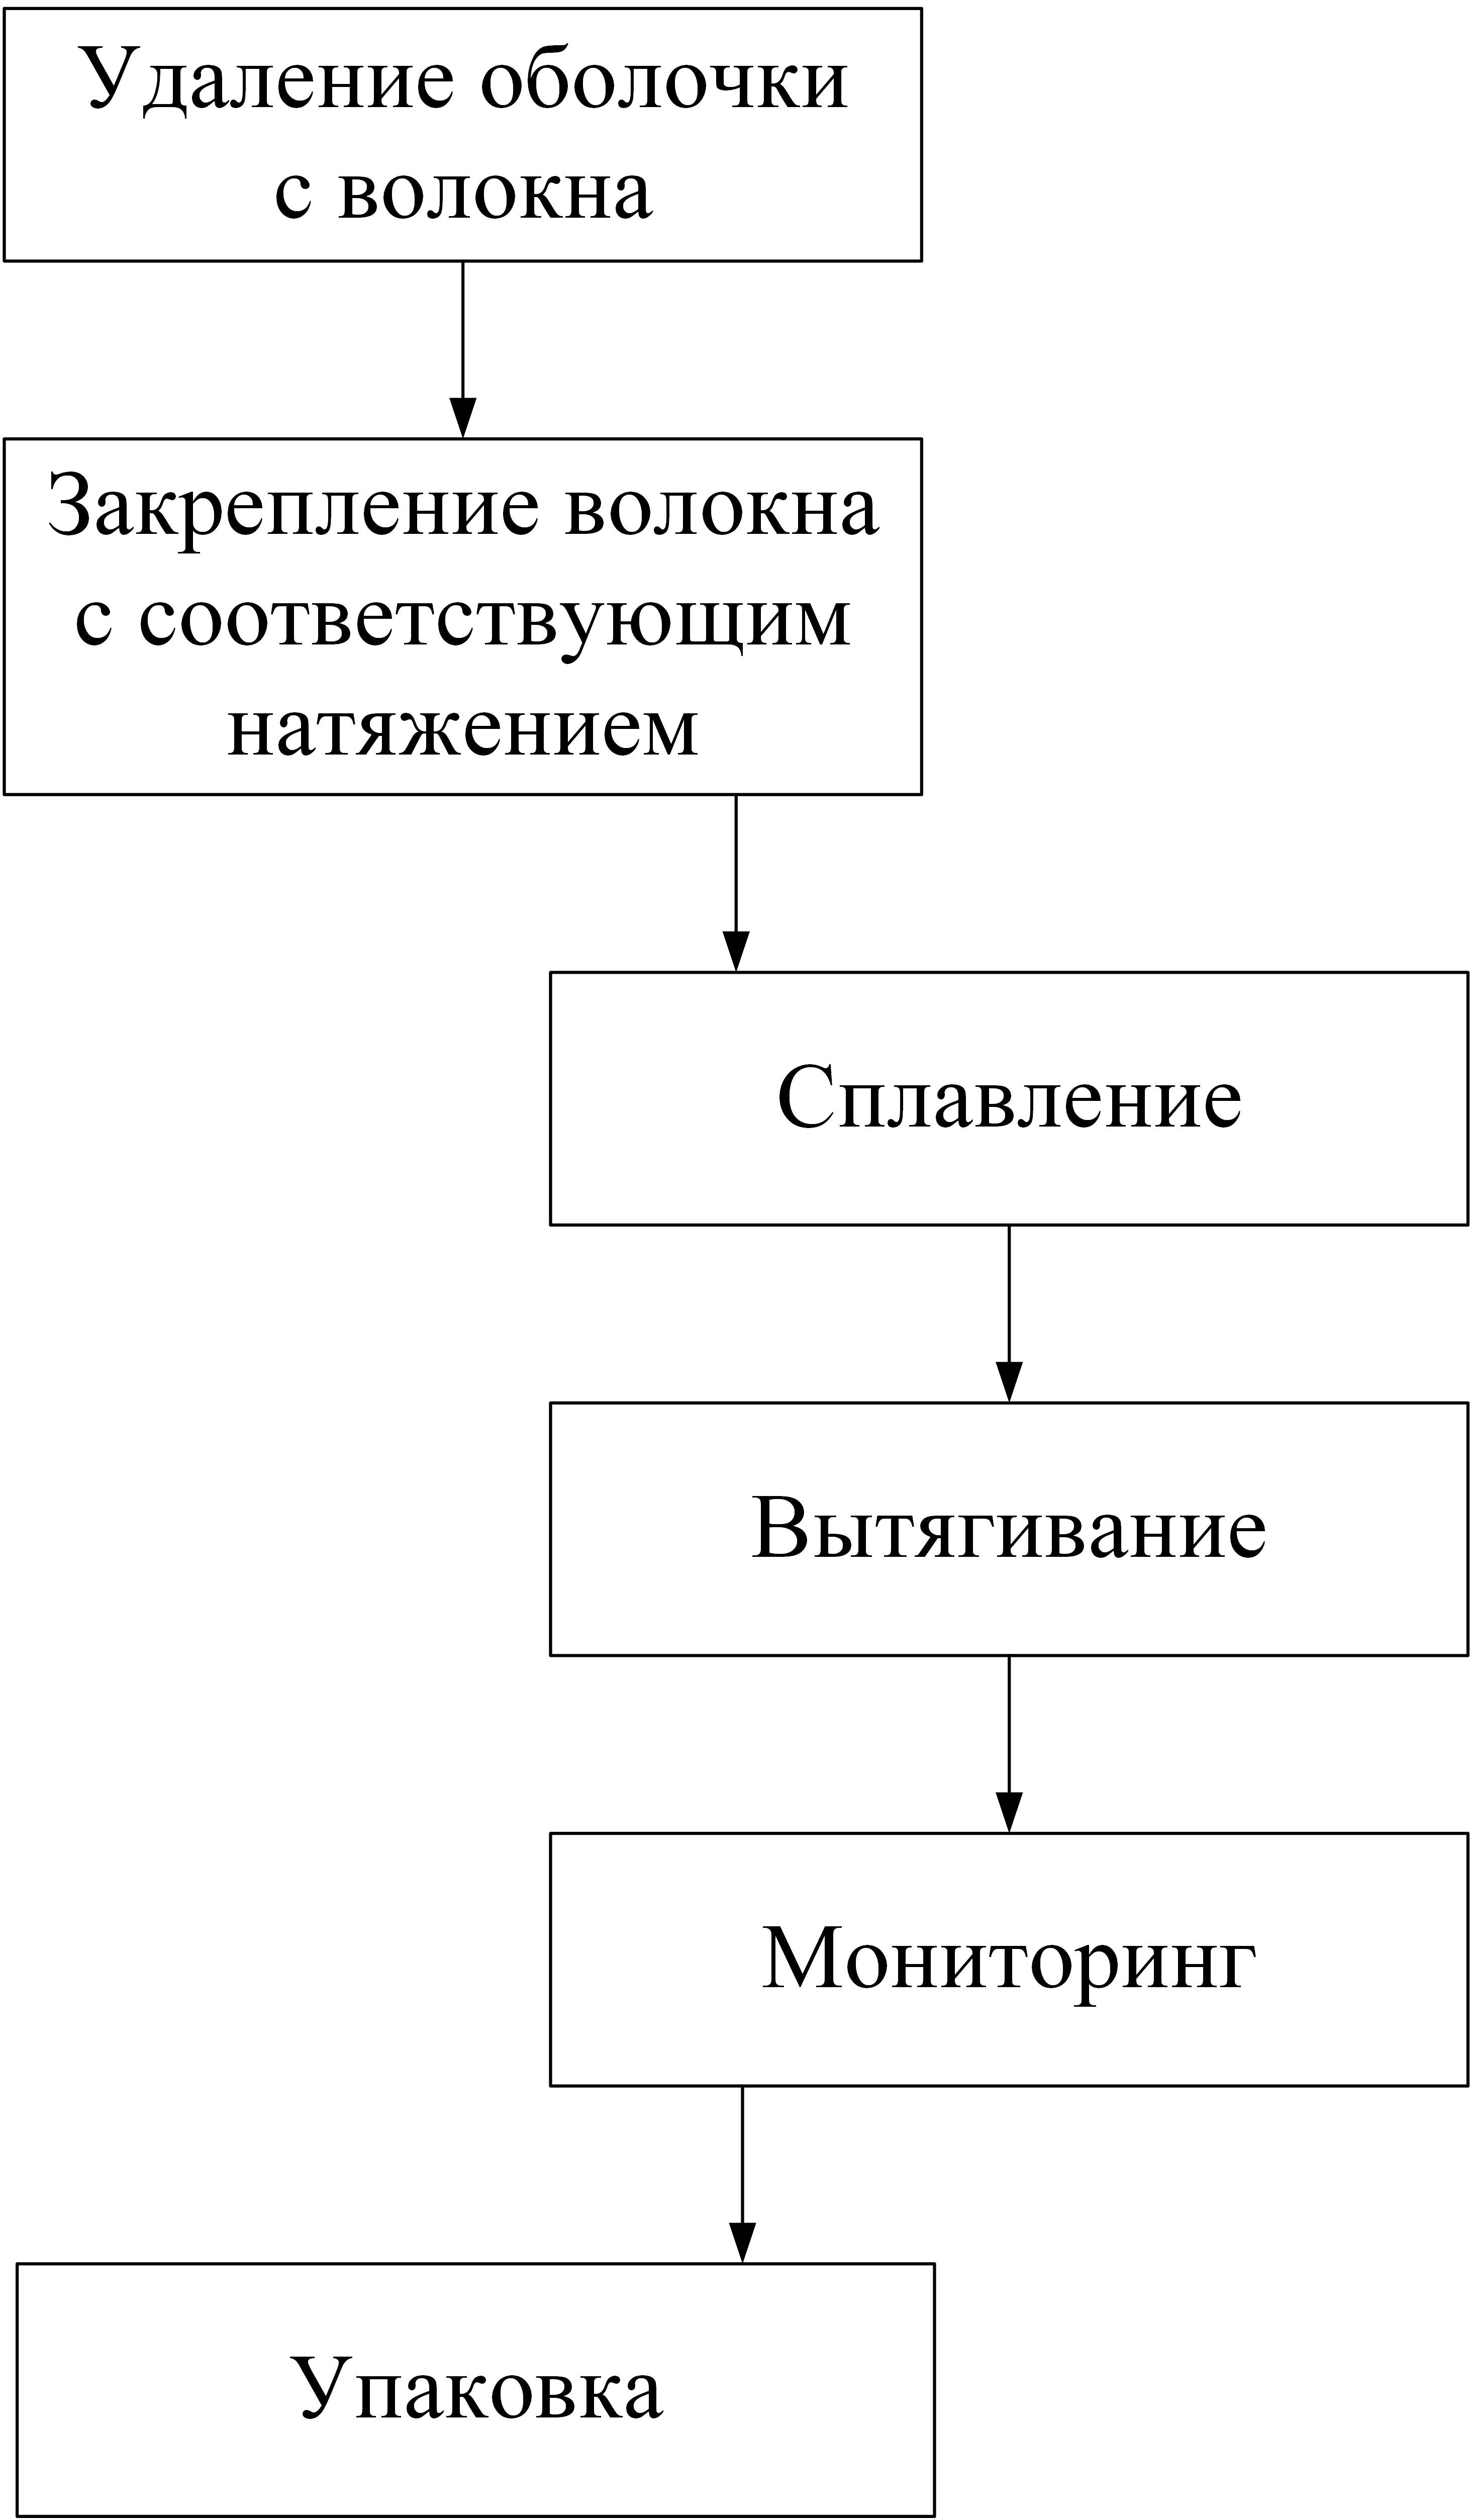 Удаление оболочки
с волокна
Закрепление волокна
с соответствующим
натяжением
Сплавление
Вытягивание
Мониторинг
Упаковка